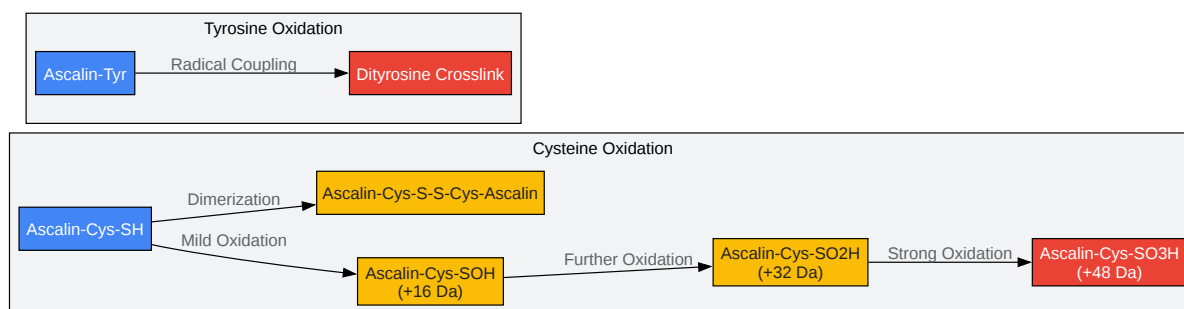 Tyrosine Oxidation
Ascalin-Tyr
Radical Coupling
Dityrosine Crosslink
Cysteine Oxidation
Ascalin-Cys-SH
Dimerization
Ascalin-Cys-S-S-Cys-Ascalin
Mild Oxidation
Ascalin-Cys-SOH
(+16 Da)
Further Oxidation
Ascalin-Cys-SO2H
(+32 Da)
Strong Oxidation
Ascalin-Cys-SO3H
(+48 Da)